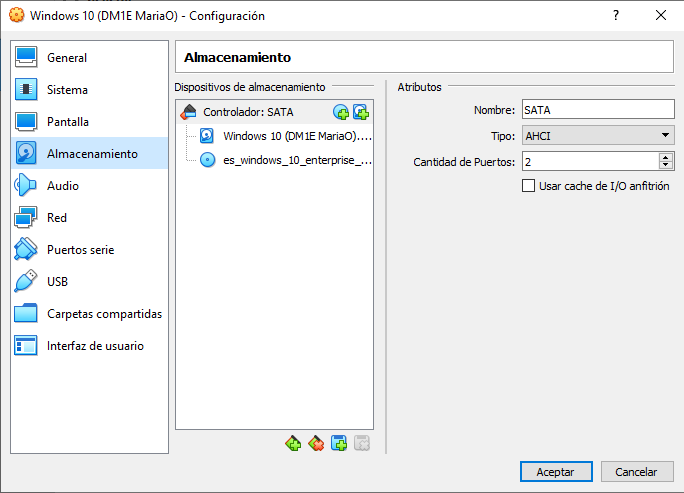 Windows 10 (DM1E MariaO) - Configuración
General
Sistema
Pantalla
Almacenamiento
Audio
Red
Puertos serie
USB
Carpetas compartidas
Interfaz de usuario
Almacenamiento
Dispositivos de almacenamiento
Controlador: SATA
Windows 10 (DM1E MariaO)....
es_windows_10_enterprise_...
Atributos
Nombre: SATA
Tipo: AHCI
Cantidad de Puertos: 2
Usar cache de I/O anfitrión
Aceptar
Cancelar